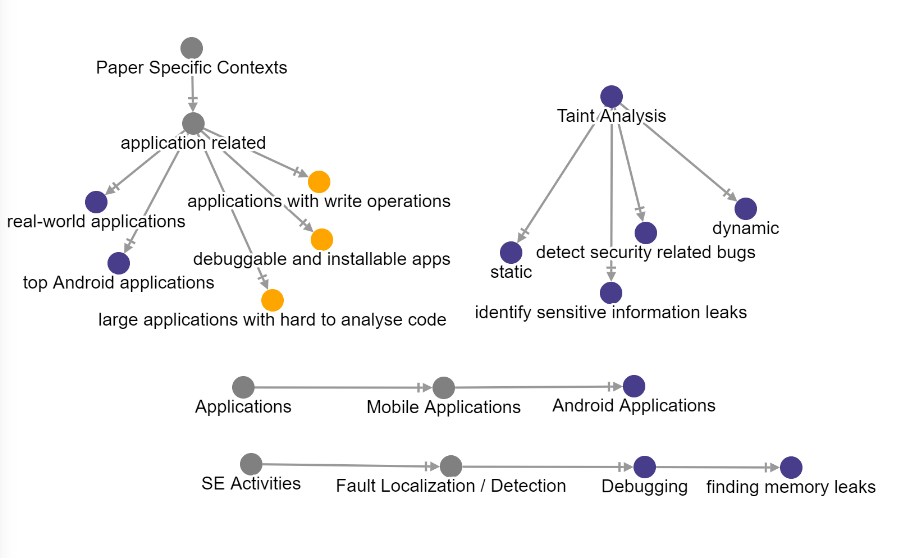 Paper Specific Contexts
application related
real-world applications
applications with write operations
top Android applications
debuggable and installable apps
large applications with hard to analyse code
Taint Analysis
static
detect security related bugs
dynamic
identify sensitive information leaks
Applications
Mobile Applications
Android Applications
SE Activities
Fault Localization / Detection
Debugging
finding memory leaks